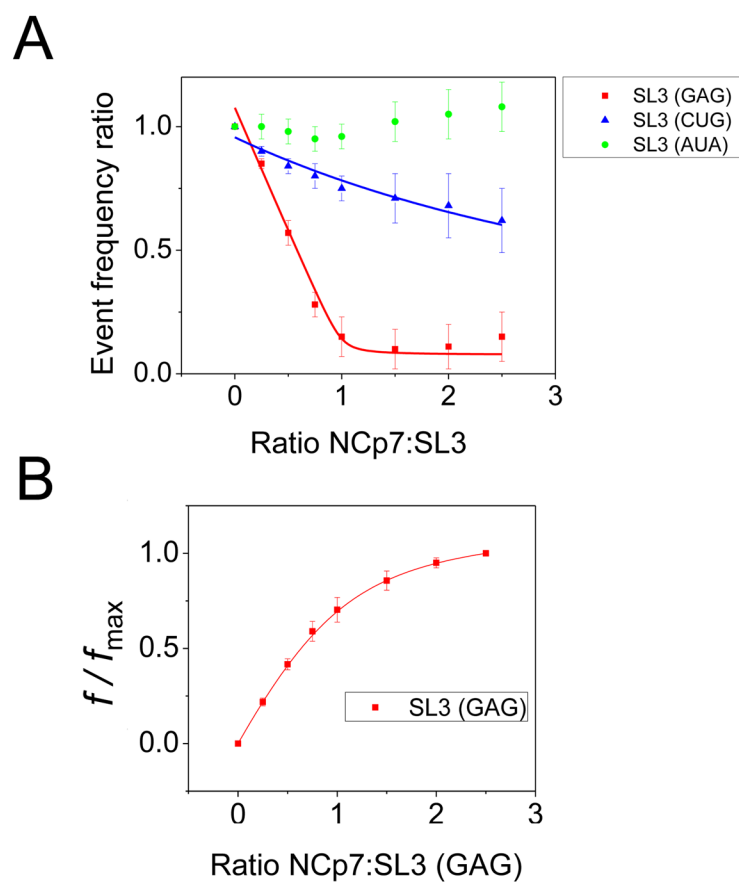 A
Event frequency ratio
1.0
0.5
0.0
0
1
2
3
Ratio NCp7:SL3
SL3 (GAG)
SL3 (CUG)
SL3 (AUA)
B
f / fmax
1.0
0.5
0.0
0
1
2
3
SL3 (GAG)
Ratio NCp7:SL3 (GAG)